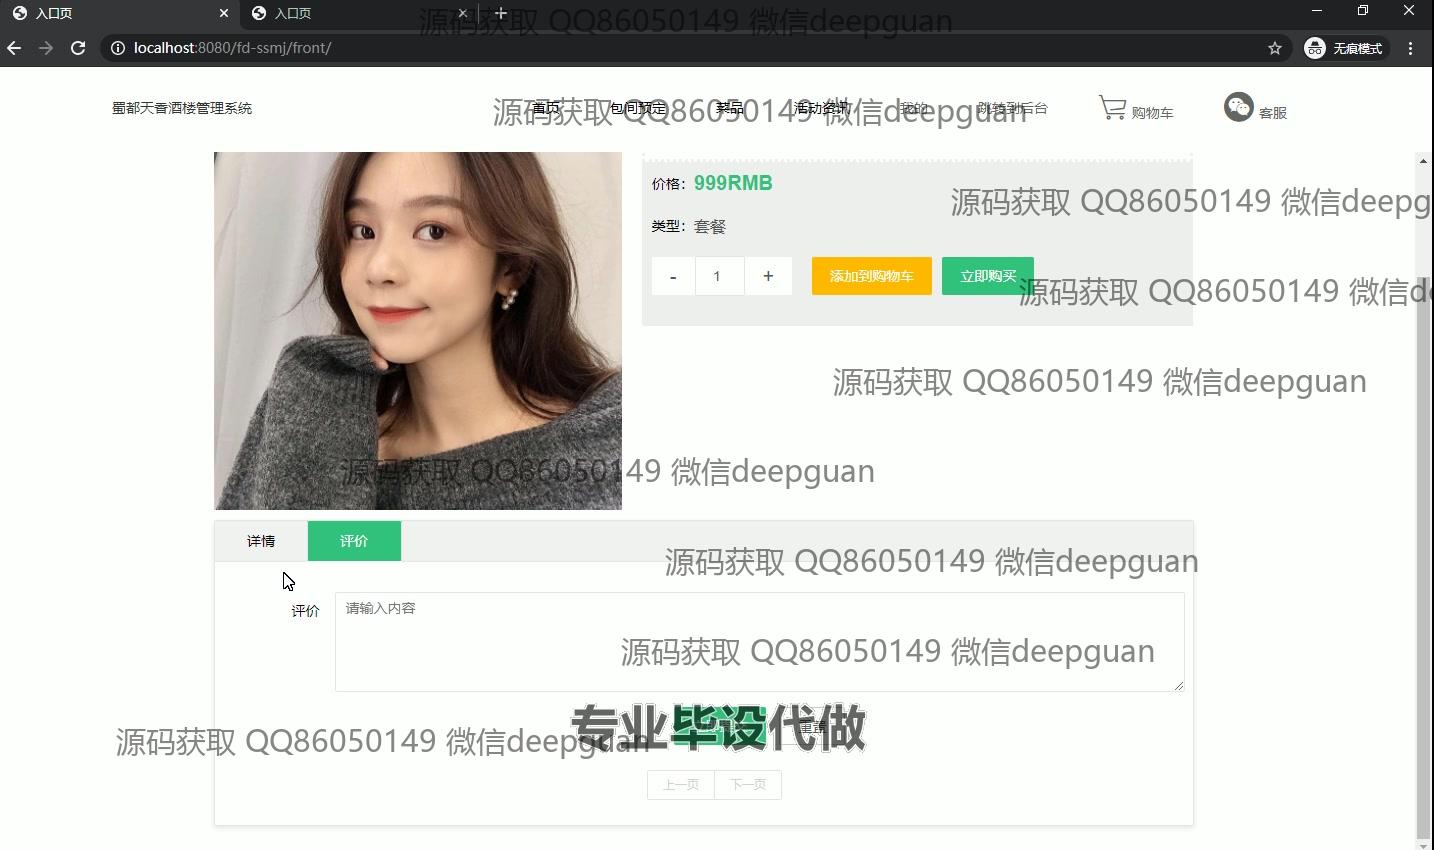 入口页
入口页
localhost:8080/fd-ssmj/front/
无痕模式
源码获取 QQ86050149 微信deepguan
蜀都天香酒楼管理系统
首页
包间预定
菜品
活动资讯
我的
跳转到后台
购物车
客服
源码获取 QQ86050149 微信deepguan
价格：999RMB
源码获取 QQ86050149 微信deepg
类型：套餐
- 1 +
添加到购物车
立即购买
源码获取 QQ86050149 微信de
源码获取 QQ86050149 微信deepguan
源码获取 QQ86050149 微信deepguan
详情
评价
源码获取 QQ86050149 微信deepguan
评价
请输入内容
源码获取 QQ86050149 微信deepguan
专业毕设代做
重置
源码获取 QQ86050149 微信deepguan
上一页
下一页